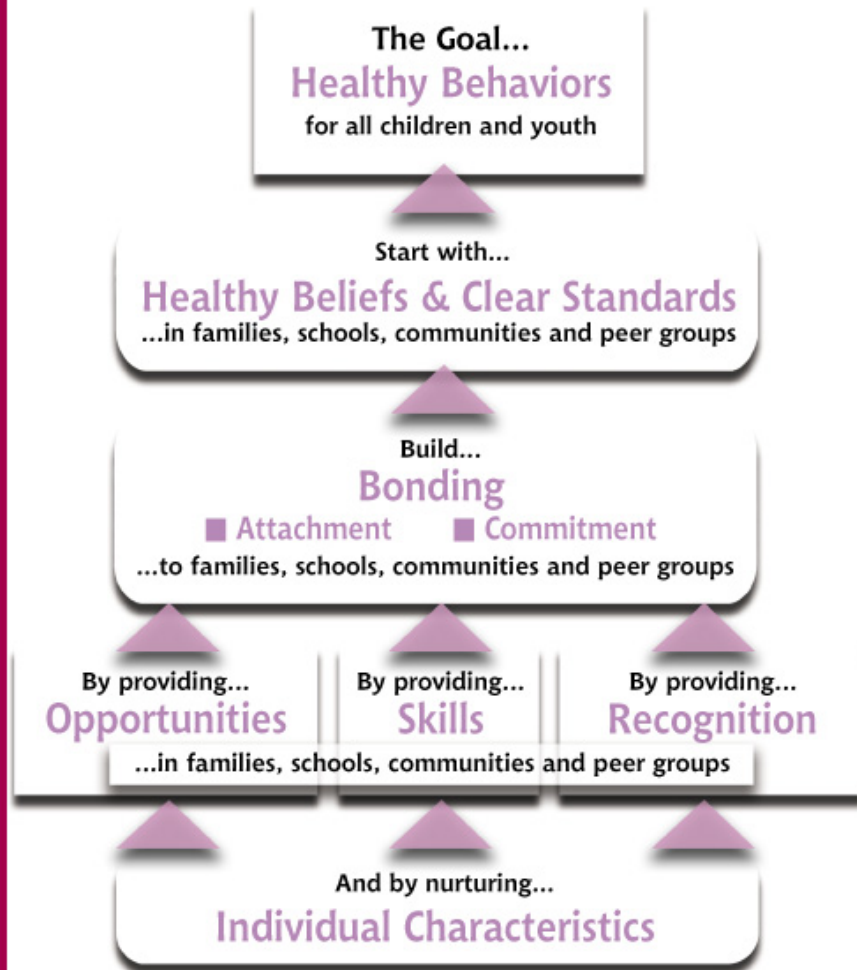 The Goal...
Healthy Behaviors
for all children and youth
Start with...
Healthy Beliefs & Clear Standards
...in families, schools, communities and peer groups
Build...
Bonding
■ Attachment ■ Commitment
...to families, schools, communities and peer groups
By providing...
Opportunities
By providing...
Skills
By providing...
Recognition
...in families, schools, communities and peer groups
And by nurturing...
Individual Characteristics